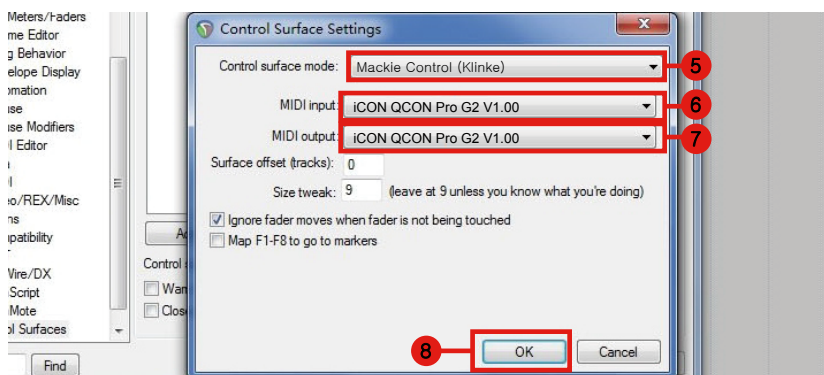 Meters/Faders
me Editor
g Behavior
elope Display
omation
use Modifiers
Editor
eo/REX/Misc
ns
patibility
Wire/DX
Script
Mote
ol Surfaces
Find
Control
Clos
Control Surface Settings
Control surface mode: Mackie Control (Klinke) 5
MIDI input: iCON QCON Pro G2 V1.00 6
MIDI output: iCON QCON Pro G2 V1.00 7
Surface offset (tracks): 0
Size tweak: 9 (leave at 9 unless you know what you're doing)
Ignore fader moves when fader is not being touched
Map F1-F8 to go to markers
8 OK Cancel